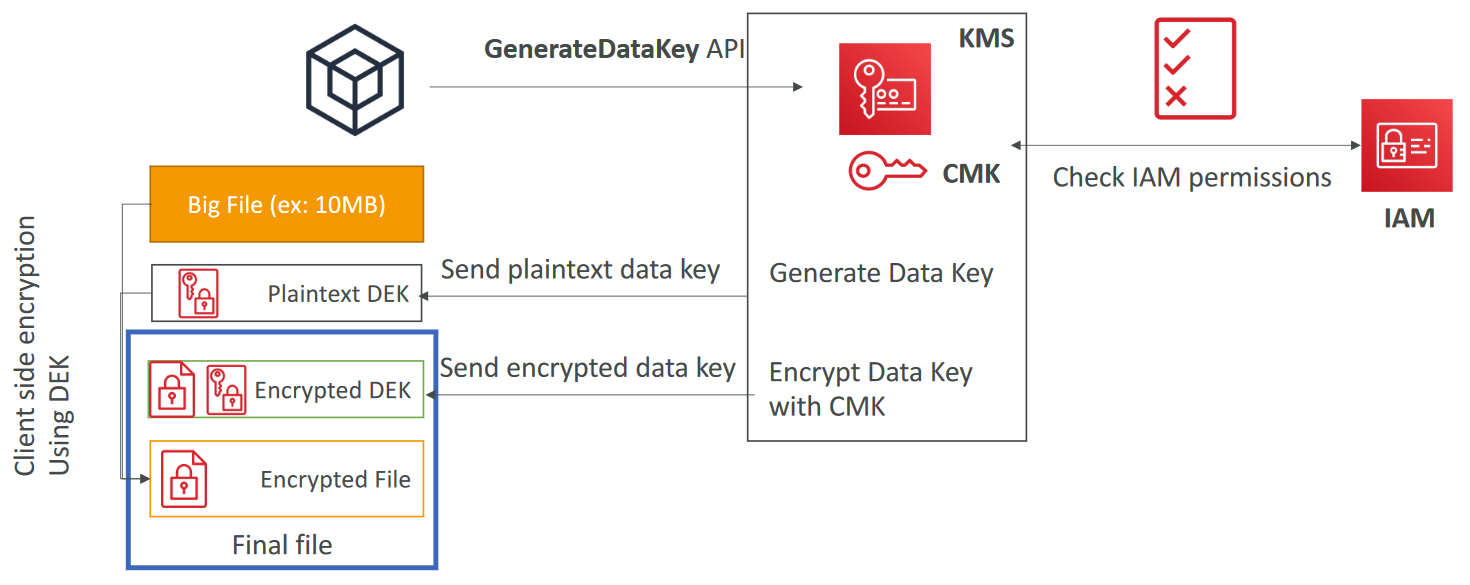 GenerateDataKey API
KMS
CMK
Check IAM permissions
IAM
Big File (ex: 10MB)
Client side encryption
Using DEK
Plaintext DEK
Send plaintext data key
Generate Data Key
Encrypted DEK
Send encrypted data key
Encrypt Data Key
with CMK
Encrypted File
Final file